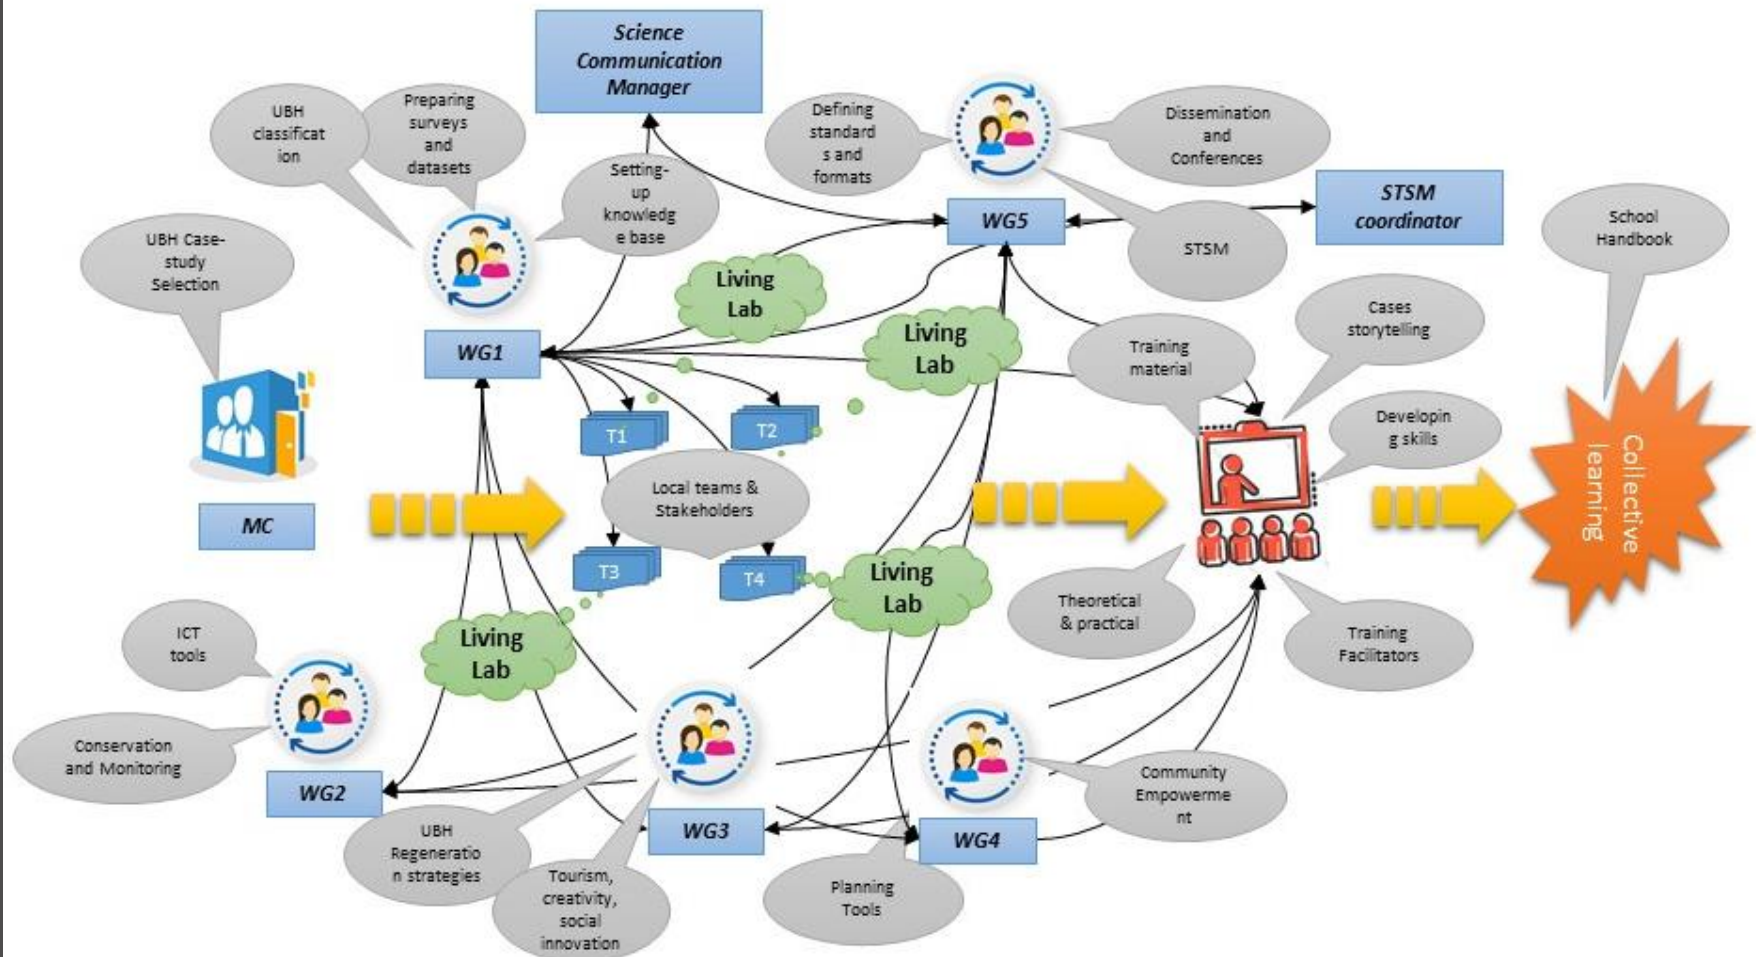 Science
Communication
Manager
UBH
classificat
ion
Preparing
surveys
and
datasets
Setting-
up
knowledg
e base
Defining
standard
s and
formats
Dissemination
and
Conferences
STSM
coordinator
WG5
STSM
School
Handbook
UBH Case-
study
Selection
Living
Lab
Living
Lab
Cases
storytelling
WG1
Training
material
T1
T2
Developin
g skills
Collective
learning
Local teams &
Stakeholders
MC
T3
T4
Living
Lab
Theoretical
& practical
Training
Facilitators
ICT
tools
Living
Lab
Conservation
and Monitoring
WG2
Community
Empowerme
nt
WG3
WG4
UBH
Regeneratio
n strategies
Tourism,
creativity,
social
innovation
Planning
Tools